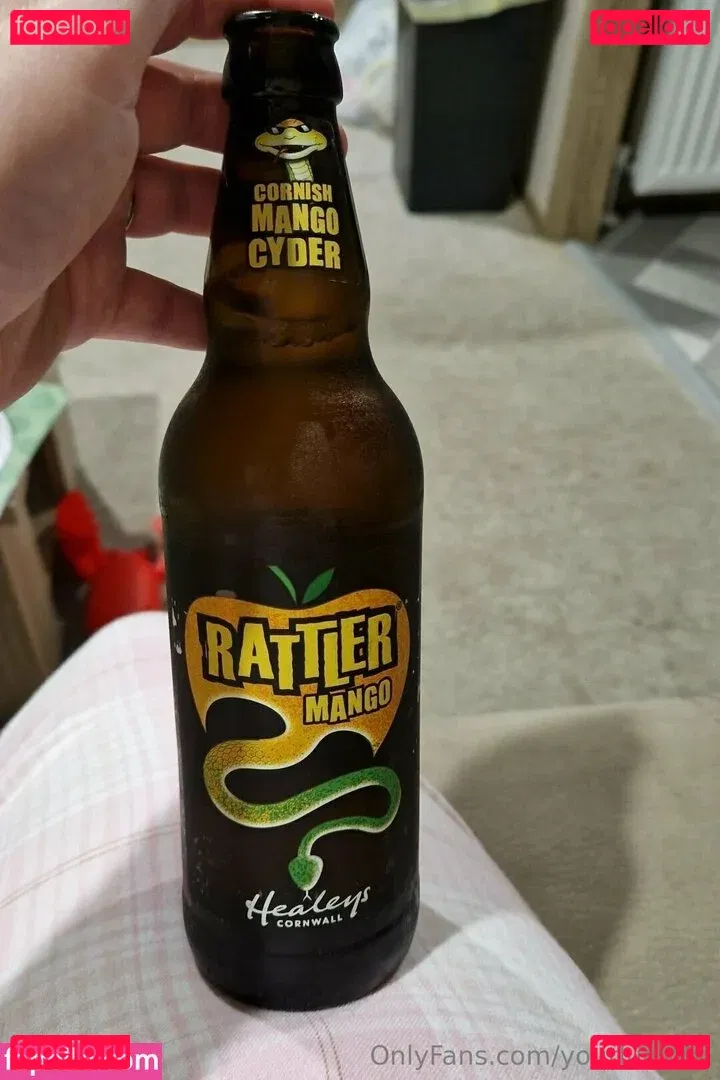 fapello.ru
fapello.ru
CORNISH
MANGO
CYDER
RATTLER
MANGO
Healeys
CORNWALL
fapello.ru
OnlyFans.com/yo
fapello.ru